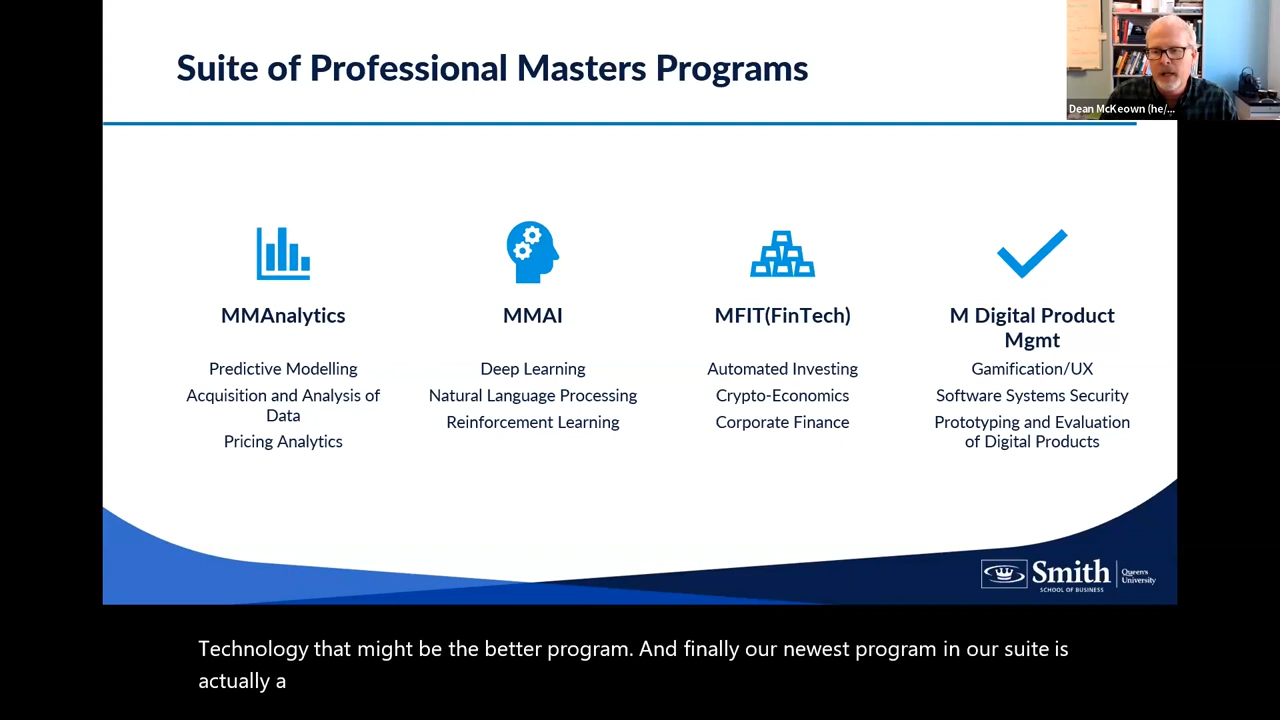 Suite of Professional Masters Programs
Dean McKeown (he/...
MMAnalytics
Predictive Modelling
Acquisition and Analysis of
Data
Pricing Analytics
MMAI
Deep Learning
Natural Language Processing
Reinforcement Learning
MFIT(FinTech)
Automated Investing
Crypto-Economics
Corporate Finance
M Digital Product
Mgmt
Gamification/UX
Software Systems Security
Prototyping and Evaluation
of Digital Products
Smith
SCHOOL OF BUSINESS
Queen's
University
Technology that might be the better program. And finally our newest program in our suite is
actually a